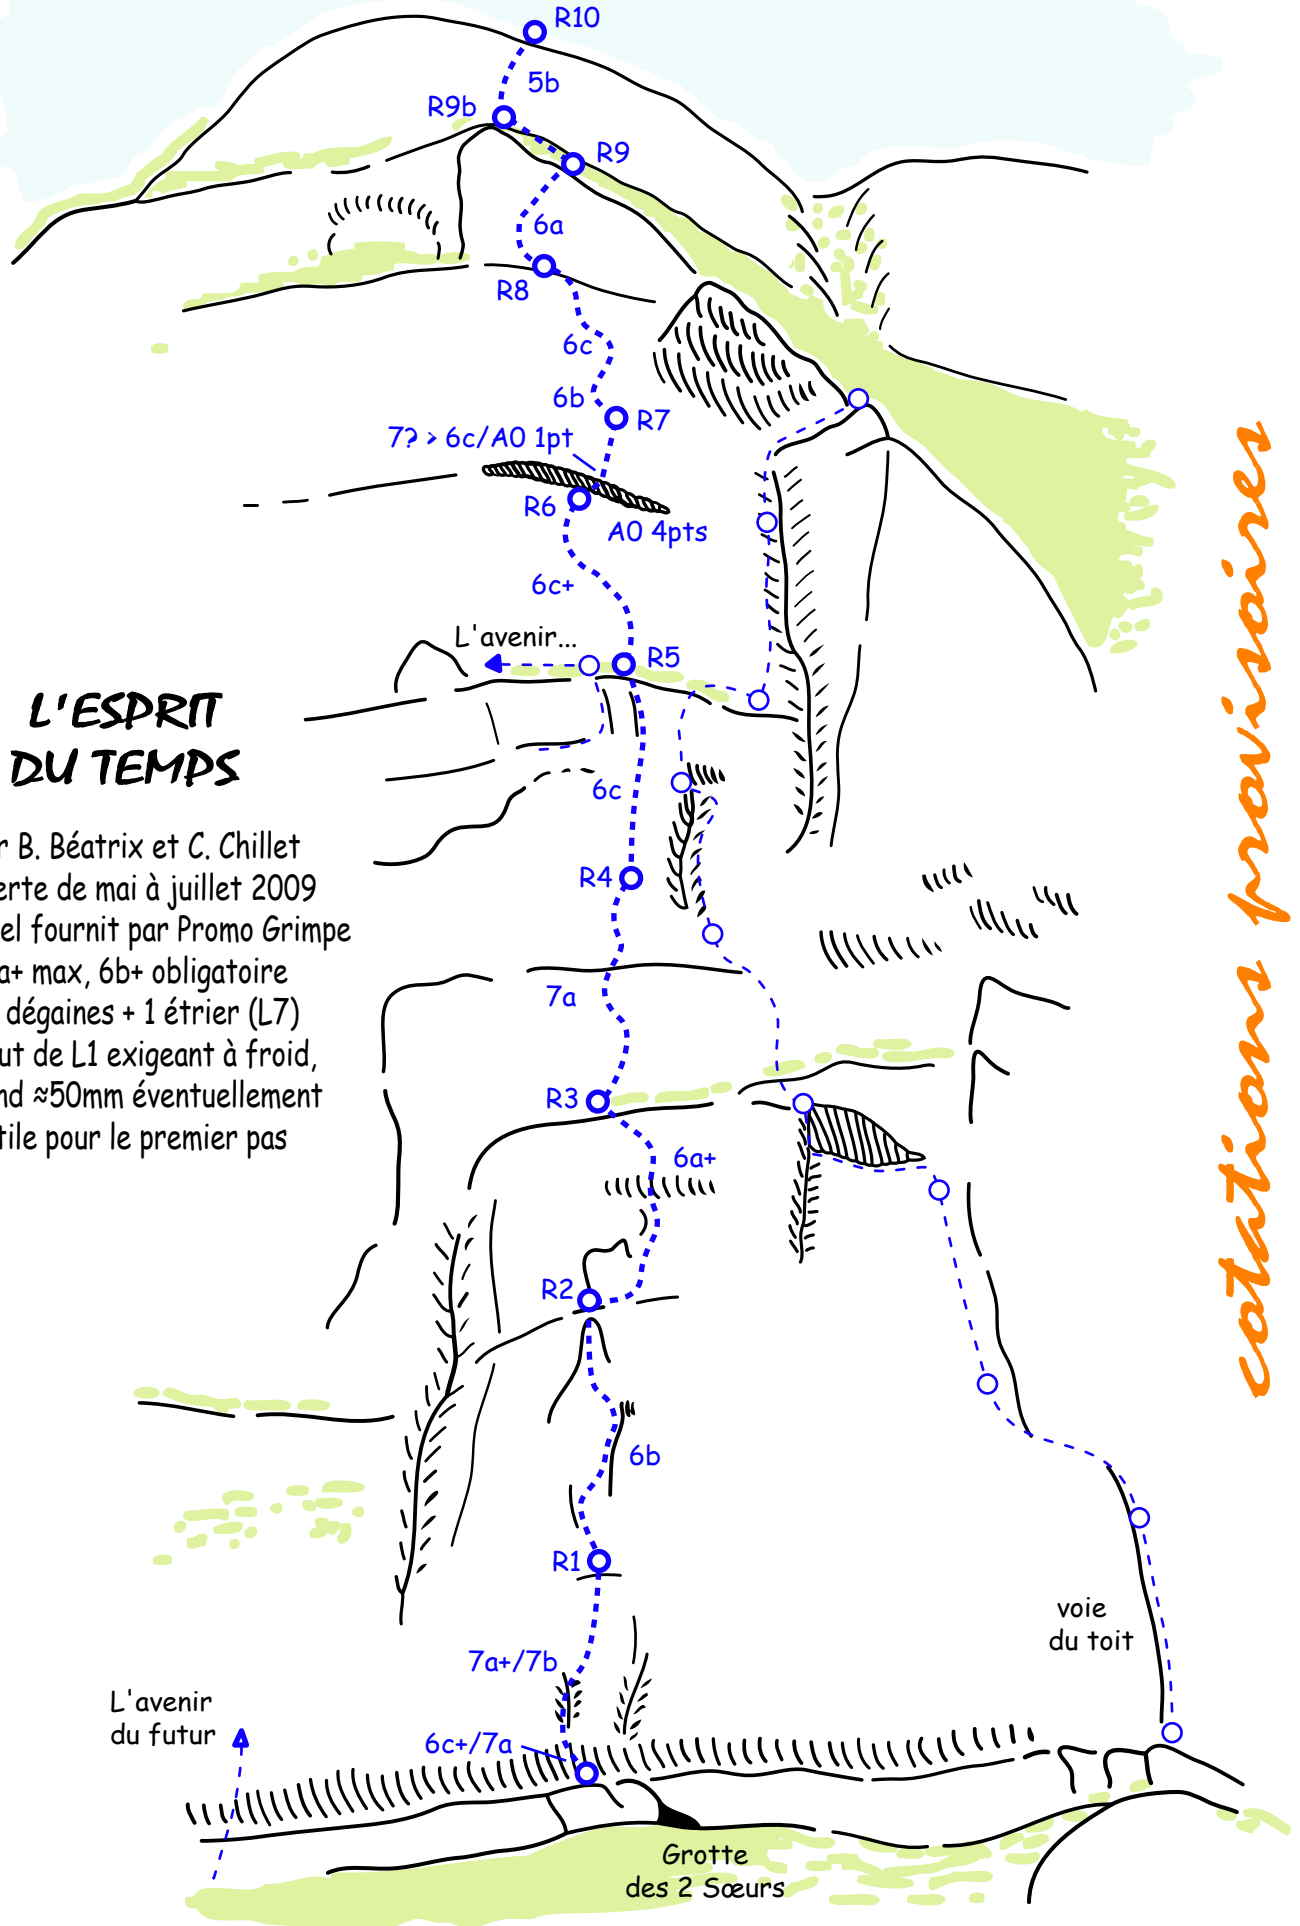 R10
5b
R9b
R9
6a
R8
6c
6b
R7
7? > 6c/A0 1pt
R6
A0 4pts
6c+
L'avenir...
R5
L'ESPRIT
DU TEMPS
6c
r B. Béatrix et C. Chillet
R4
erte de mai à juillet 2009
el fournit par Promo Grimpe
a+ max, 6b+ obligatoire
7a
dégaines + 1 étrier (L7)
ut de L1 exigeant à froid,
nd ≈50mm éventuellement
R3
tile pour le premier pas
6a+
R2
6b
R1
voie
du toit
7a+/7b
L'avenir
du futur
6c+/7a
Grotte
des 2 Sœurs
cotations provisoires